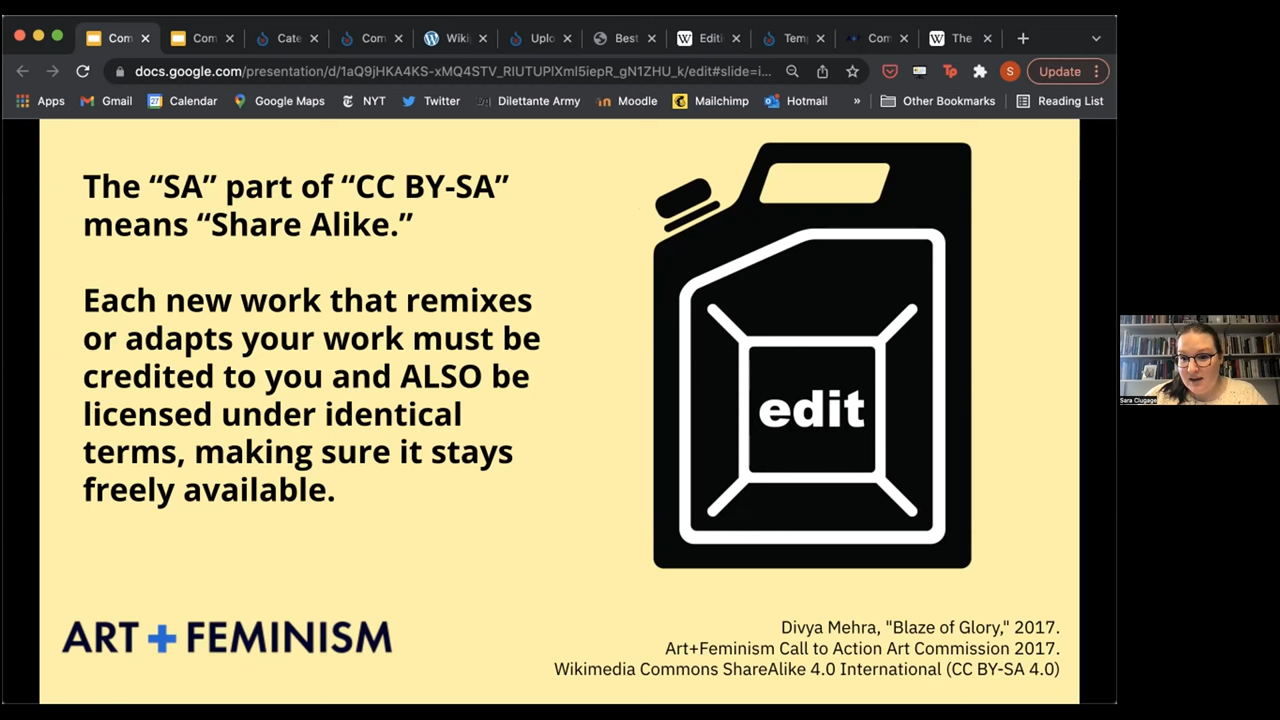 Com
Com
Cate
Com
Wikip
Uplo
Best
Editi
Temp
Com
The
docs.google.com/presentation/d/1aQ9jHKA4KS-xMQ4STV_RIUTUPlXml5iepR_gN1ZHU_k/edit#slide=i...
S
Update
Apps
Gmail
Calendar
Google Maps
NYT
Twitter
Dilettante Army
Moodle
Mailchimp
Hotmail
»
Other Bookmarks
Reading List
The “SA” part of “CC BY-SA”
means “Share Alike.”
Each new work that remixes
or adapts your work must be
credited to you and ALSO be
licensed under identical
terms, making sure it stays
freely available.
edit
ART + FEMINISM
Divya Mehra, "Blaze of Glory," 2017.
Art+Feminism Call to Action Art Commission 2017.
Wikimedia Commons ShareAlike 4.0 International (CC BY-SA 4.0)
Sara Clugage